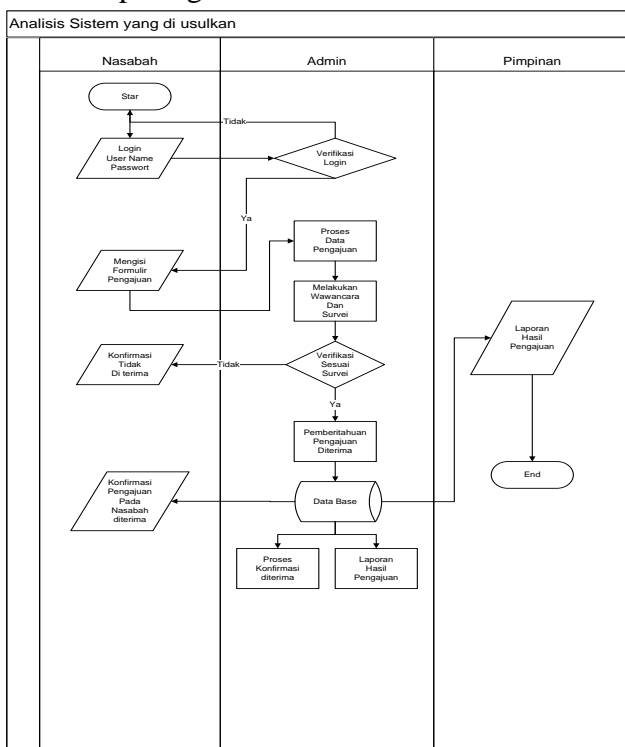 Analisis Sistem yang di usulkan
Nasabah
Admin
Pimpinan
Star
Tidak
Login
User Name
Passwort
Verifikasi
Login
Ya
Proses
Data
Pengajuan
Mengisi
Formulir
Pengajuan
Melakukan
Wawancara
Dan
Survei
Laporan
Hasil
Pengajuan
Konfirmasi
Tidak
Di terima
Tidak
Verifikasi
Sesuai
Survei
Ya
Pemberitahuan
Pengajuan
Diterima
End
Konfirmasi
Pengajuan
Pada
Nasabah
diterima
Data Base
Proses
Konfirmasi
diterima
Laporan
Hasil
Pengajuan